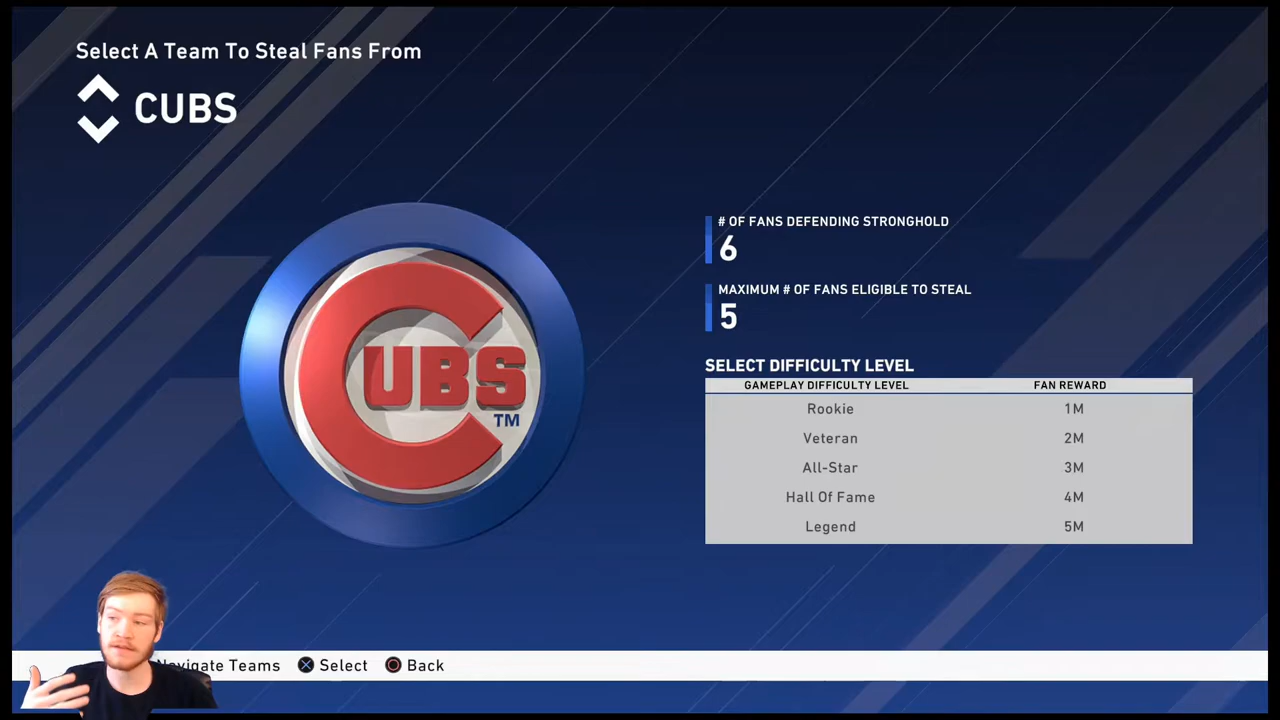 Select A Team To Steal Fans From
CUBS
# OF FANS DEFENDING STRONGHOLD
6
MAXIMUM # OF FANS ELIGIBLE TO STEAL
5
SELECT DIFFICULTY LEVEL
GAMEPLAY DIFFICULTY LEVEL FAN REWARD
Rookie 1M
Veteran 2M
All-Star 3M
Hall Of Fame 4M
Legend 5M
CUBS
TM
Navigate Teams Select Back